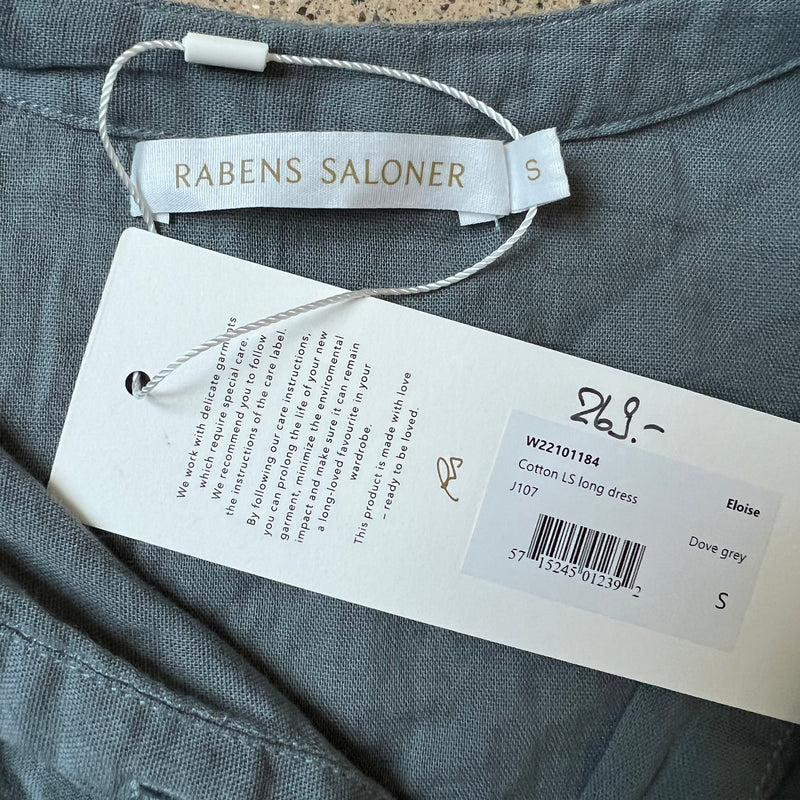 RABENS SALONER
S
We work with delicate garments
which require special care.
We recommend you to follow
the instructions of the care label.
By following our care instructions,
you can prolong the life of your new
garment, minimize the enviromental
impact and make sure it can remain
a long-loved favourite in your
wardrobe.
This product is made with love
– ready to be loved.
269.-
W22101184
Cotton LS long dress
J107
Eloise
Dove grey
5715245012392
S